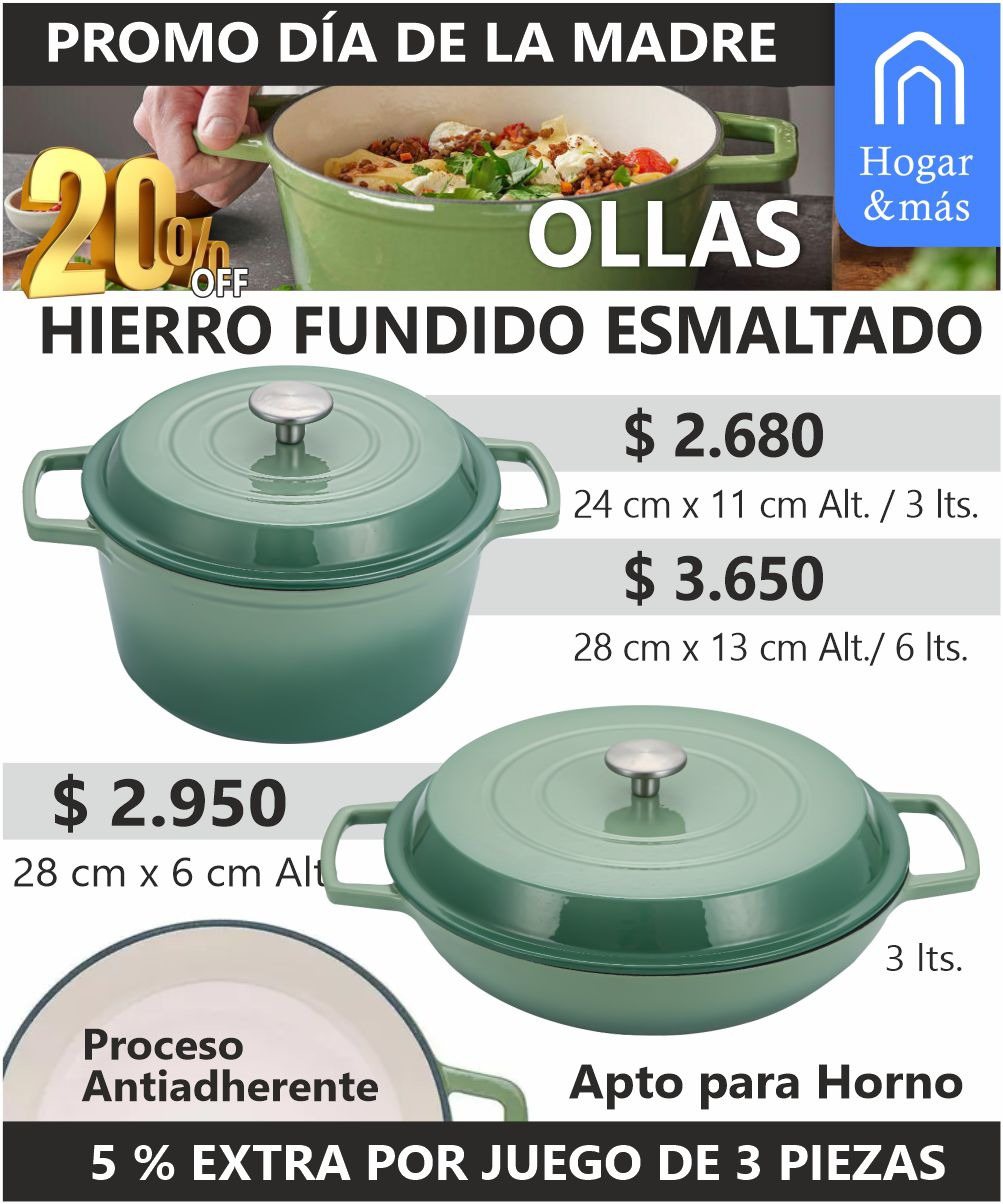 PROMO DÍA DE LA MADRE
Hogar
&más
20%
OFF
OLLAS
HIERRO FUNDIDO ESMALTADO
$ 2.680
24 cm x 11 cm Alt. / 3 lts.
$ 3.650
28 cm x 13 cm Alt./ 6 lts.
$ 2.950
28 cm x 6 cm Alt
3 lts.
Proceso
Antiadherente
Apto para Horno
5 % EXTRA POR JUEGO DE 3 PIEZAS